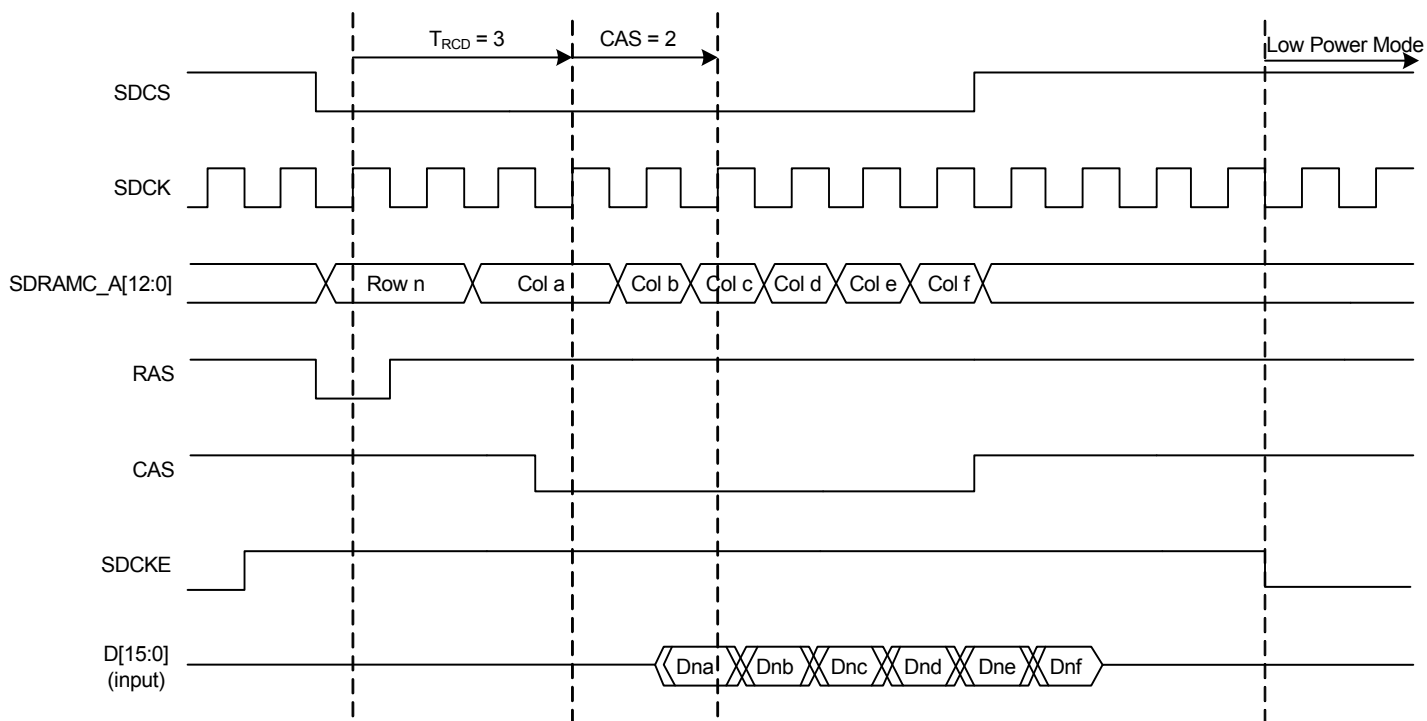 T_RCD = 3
CAS = 2
Low Power Mode
SDCS
SDCK
SDRAMC_A[12:0]
Row n
Col a
Col b
Col c
Col d
Col e
Col f
RAS
CAS
SDCKE
D[15:0]
(input)
Dna
Dnb
Dnc
Dnd
Dne
Dnf